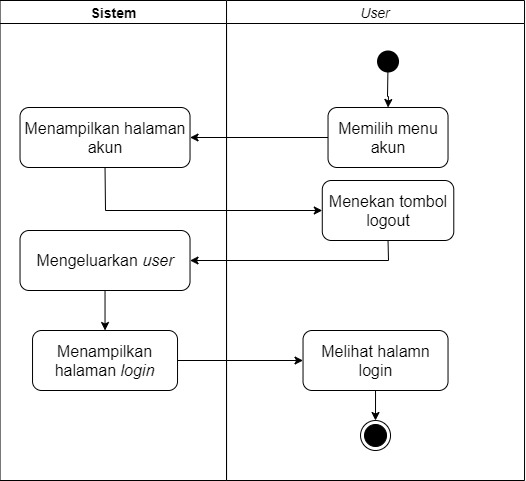 Sistem
User
Memilih menu
akun
Menampilkan halaman
akun
Menekan tombol
logout
Mengeluarkan user
Menampilkan
halaman login
Melihat halamn
login